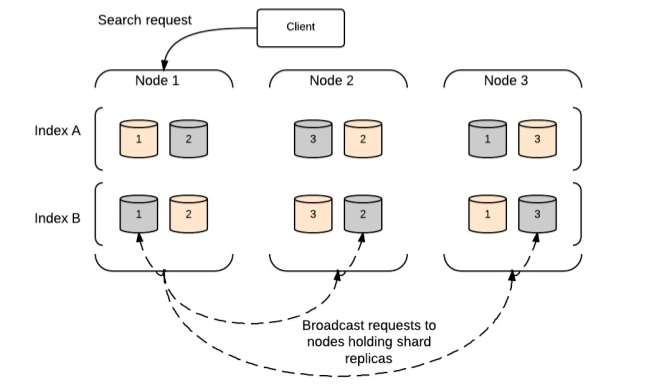 Search request
Client
Node 1
Node 2
Node 3
Index A
1
2
3
2
1
3
Index B
1
2
3
2
1
3
Broadcast requests to
nodes holding shard
replicas